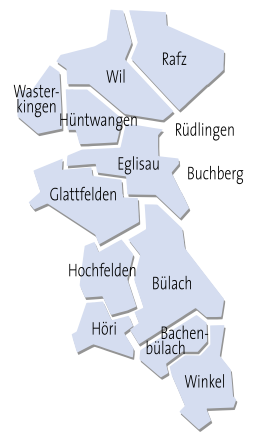 Rafz
Wil
Waster-
kingen
Hüntwangen
Rüdlingen
Eglisau
Buchberg
Glattfelden
Hochfelden
Bülach
Höri
Bachen-
bülach
Winkel